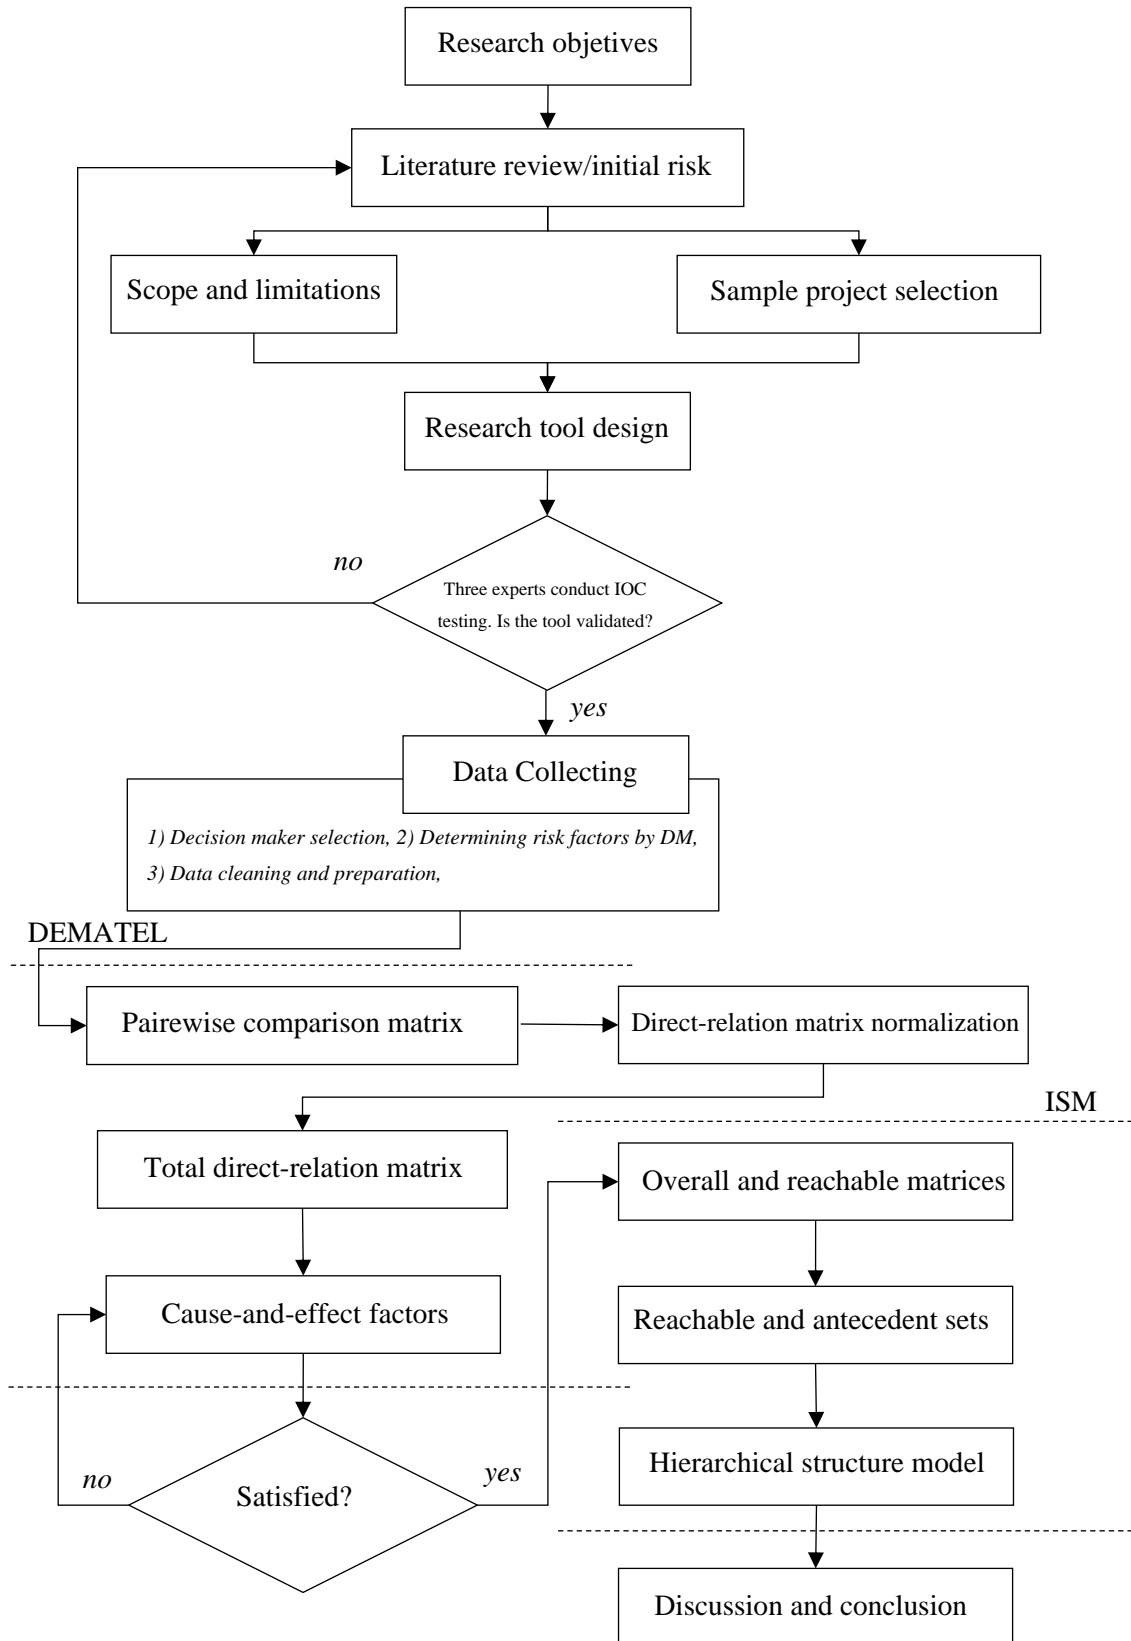 Research objetives
Literature review/initial risk
Scope and limitations
Sample project selection
Research tool design
no
Three experts conduct IOC
testing. Is the tool validated?
yes
Data Collecting
1) Decision maker selection, 2) Determining risk factors by DM,
3) Data cleaning and preparation,
DEMATEL
Pairewise comparison matrix
Direct-relation matrix normalization
ISM
Total direct-relation matrix
Overall and reachable matrices
Cause-and-effect factors
Reachable and antecedent sets
no
Satisfied?
yes
Hierarchical structure model
Discussion and conclusion